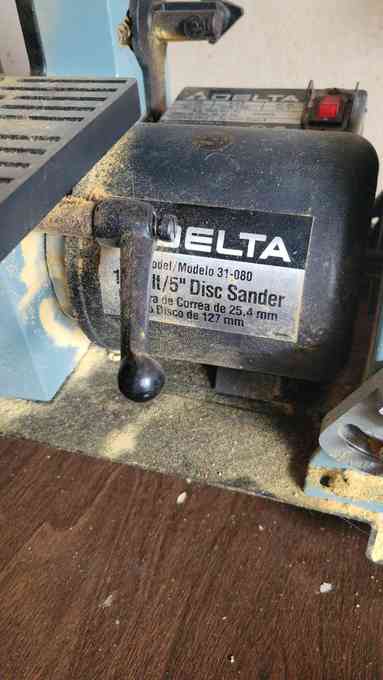 DELTA
DELTA
Model/Modelo 31-080
5" Disc Sander
de Correa de 25.4 mm
Disco de 127 mm